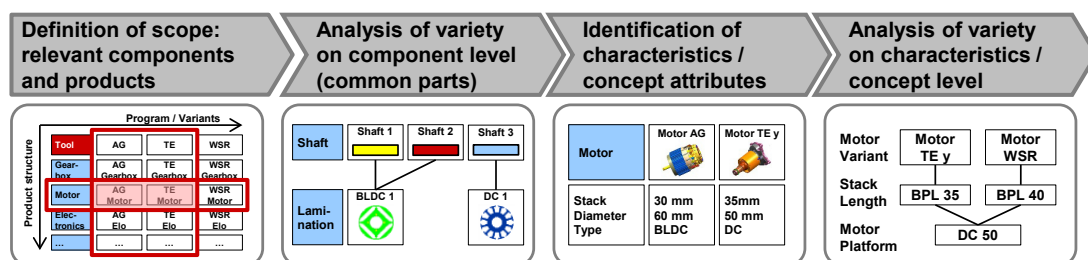 Definition of scope:
relevant components
and products
Analysis of variety
on component level
(common parts)
Identification of
characteristics /
concept attributes
Analysis of variety
on characteristics /
concept level
Program / Variants
Product structure
Tool
AG
TE
WSR
Gear-
box
AG
Gearbox
TE
Gearbox
WSR
Gearbox
Motor
AG
Motor
TE
Motor
WSR
Motor
Elec-
tronics
AG
Elo
TE
Elo
WSR
Elo
...
...
...
...
Shaft
Shaft 1
Shaft 2
Shaft 3
Lami-
nation
BLDC 1
DC 1
Motor
Motor AG
Motor TE y
Stack
Diameter
Type
30 mm
60 mm
BLDC
35mm
50 mm
DC
Motor
Variant
Motor
TE y
Motor
WSR
Stack
Length
BPL 35
BPL 40
Motor
Platform
DC 50